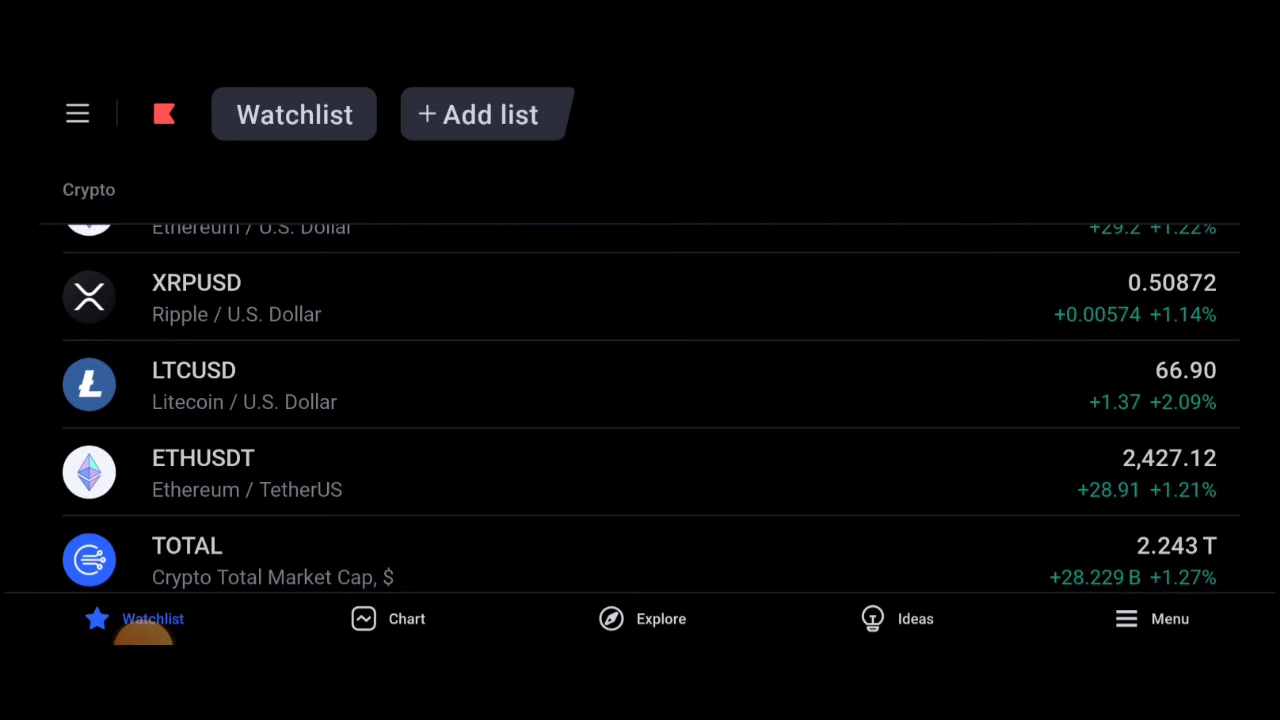 Watchlist
+ Add list
Crypto
Ethereum / U.S. Dollar
+29.2 +1.22%
XRPUSD
0.50872
Ripple / U.S. Dollar
+0.00574 +1.14%
LTCUSD
66.90
Litecoin / U.S. Dollar
+1.37 +2.09%
ETHUSDT
2,427.12
Ethereum / TetherUS
+28.91 +1.21%
TOTAL
2.243 T
Crypto Total Market Cap, $
+28.229 B +1.27%
Watchlist
Chart
Explore
Ideas
Menu